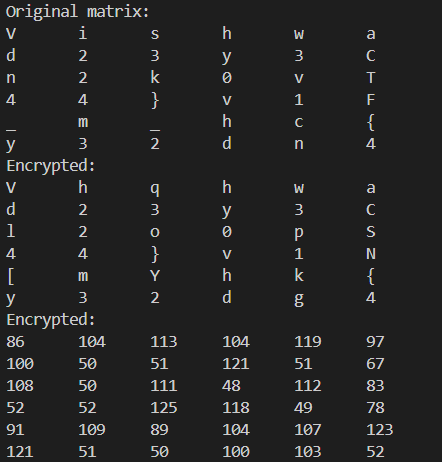 Original matrix:
V i s h w a
d 2 3 y 3 C
n 2 k 0 v T
4 4 } v 1 F
_ m _ h c {
y 3 2 d n 4
Encrypted:
V h q h w a
d 2 3 y 3 C
l 2 o 0 p S
4 4 } v 1 N
[ m Y h k {
y 3 2 d g 4
Encrypted:
86 104 113 104 119 97
100 50 51 121 51 67
108 50 111 48 112 83
52 52 125 118 49 78
91 109 89 104 107 123
121 51 50 100 103 52